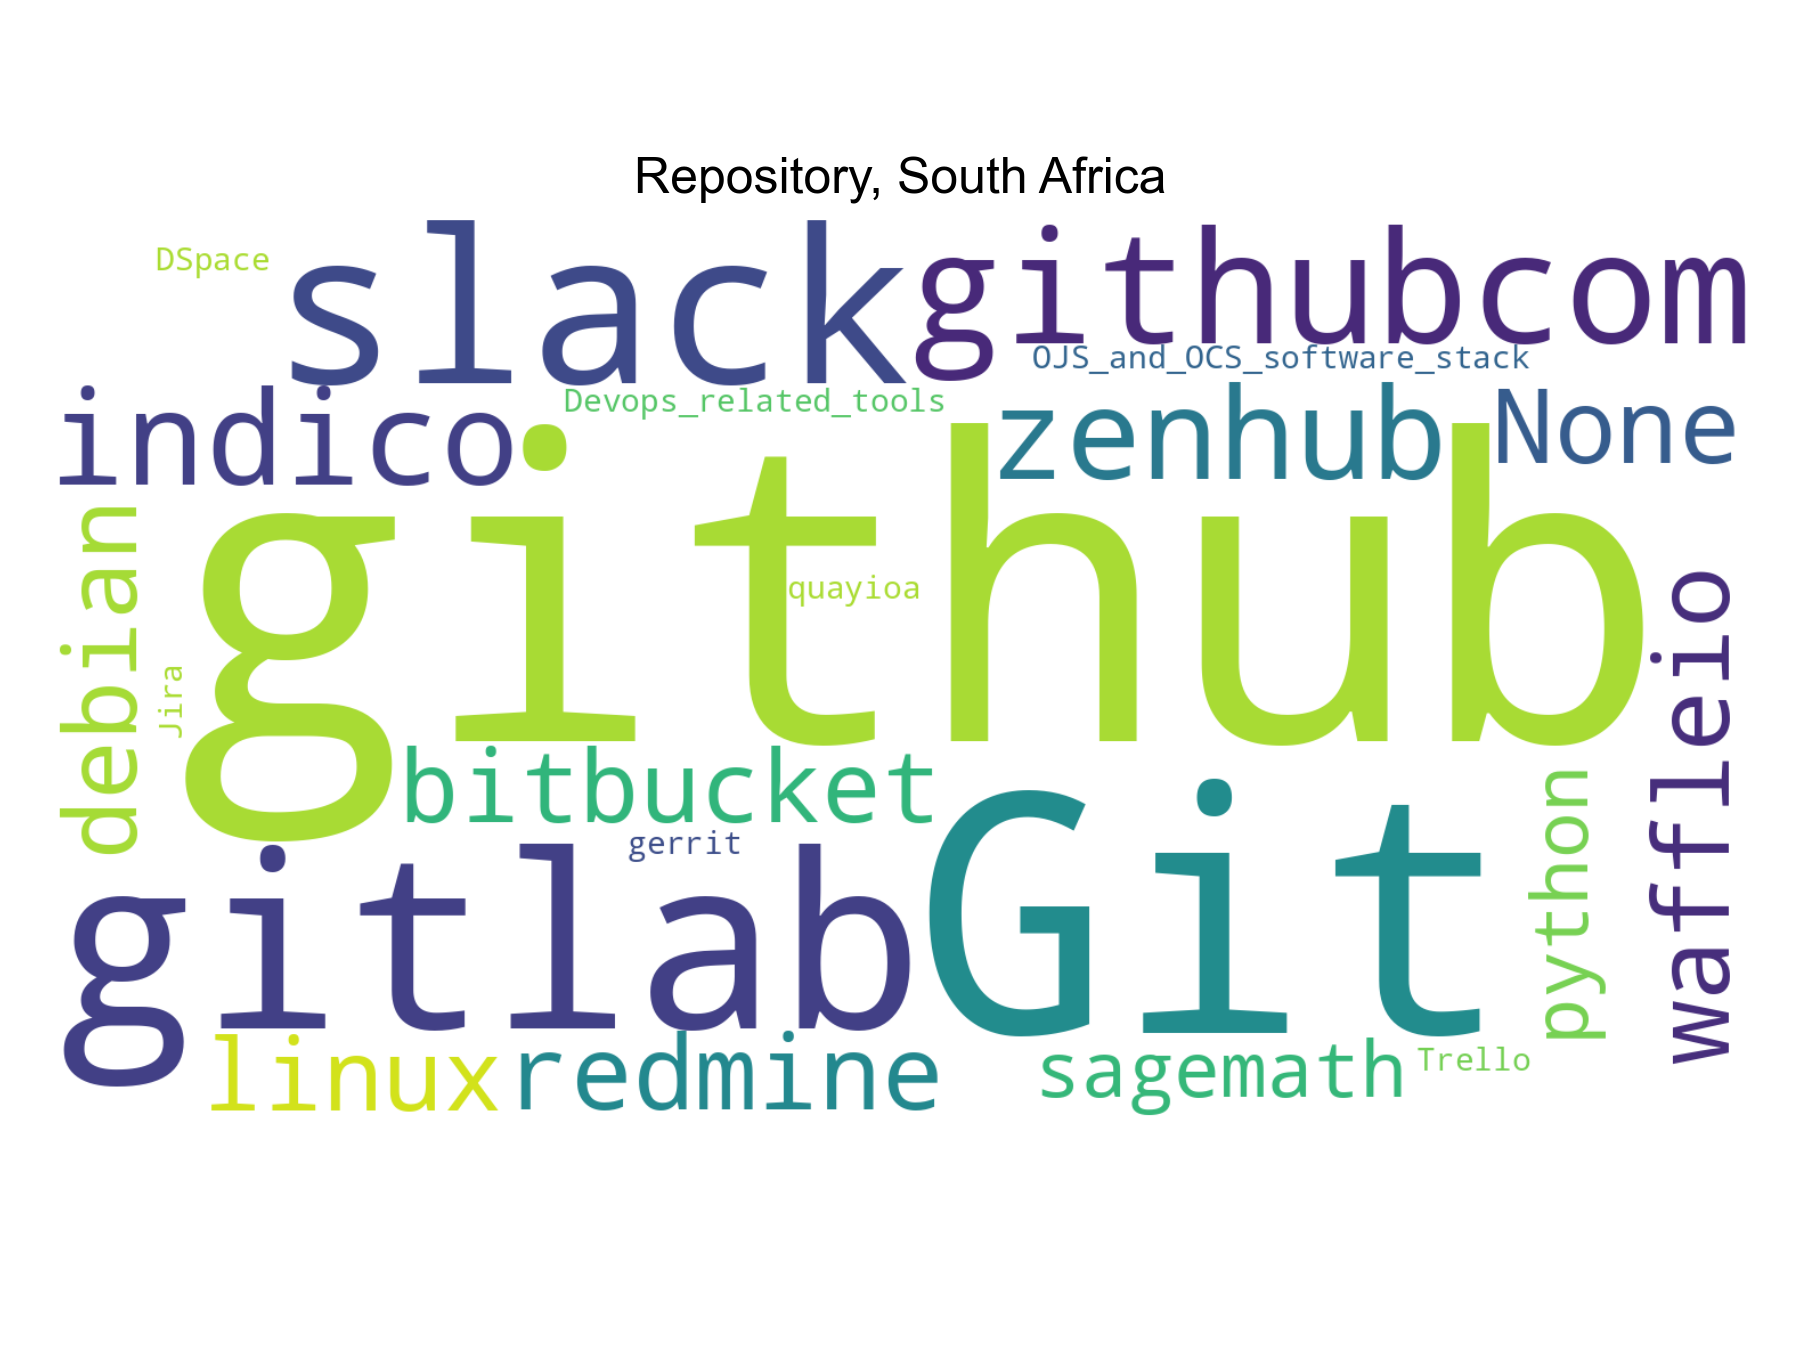 Repository, South Africa
DSpace
slack
githubcom
OJS_and_OCS_software_stack
indico
Devops_related_tools
zenhub
None
github
debian
quayioa
Jira
waffleio
bitbucket
python
gerrit
gitlab
Git
linux
redmine
sagemath
Trello